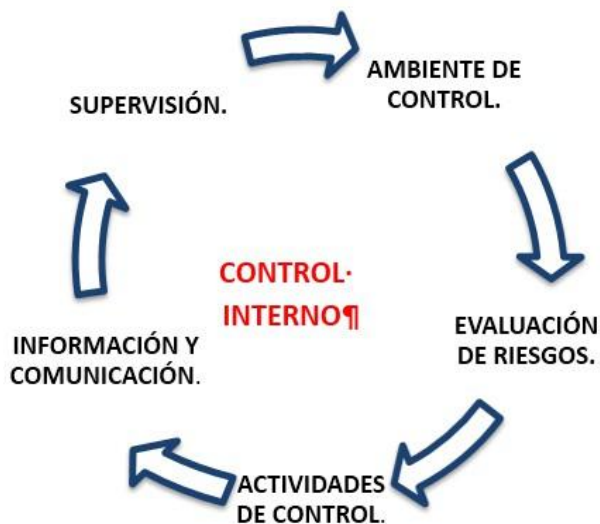 AMBIENTE DE
CONTROL.
SUPERVISIÓN.
CONTROL·
INTERNO¶
EVALUACIÓN
DE RIESGOS.
INFORMACIÓN Y
COMUNICACIÓN.
ACTIVIDADES
DE CONTROL.